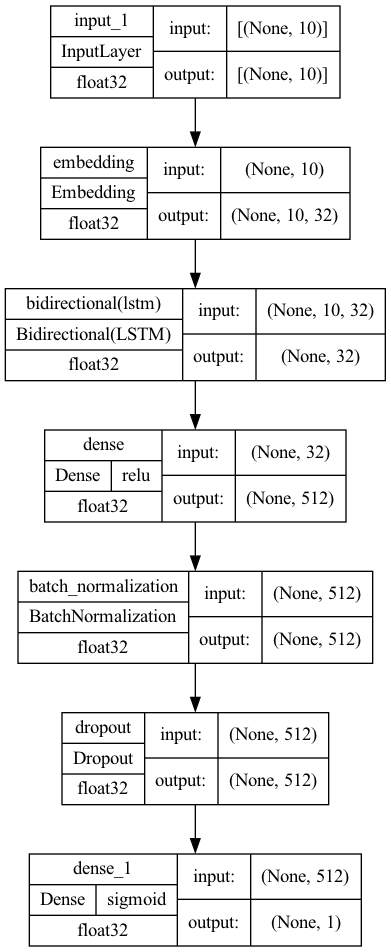 input_1
input:
[(None, 10)]
InputLayer
output:
[(None, 10)]
float32
embedding
input:
(None, 10)
Embedding
output:
(None, 10, 32)
float32
bidirectional(lstm)
input:
(None, 10, 32)
Bidirectional(LSTM)
output:
(None, 32)
float32
dense
input:
(None, 32)
Dense relu
output:
(None, 512)
float32
batch_normalization
input:
(None, 512)
BatchNormalization
output:
(None, 512)
float32
dropout
input:
(None, 512)
Dropout
output:
(None, 512)
float32
dense_1
input:
(None, 512)
Dense sigmoid
output:
(None, 1)
float32